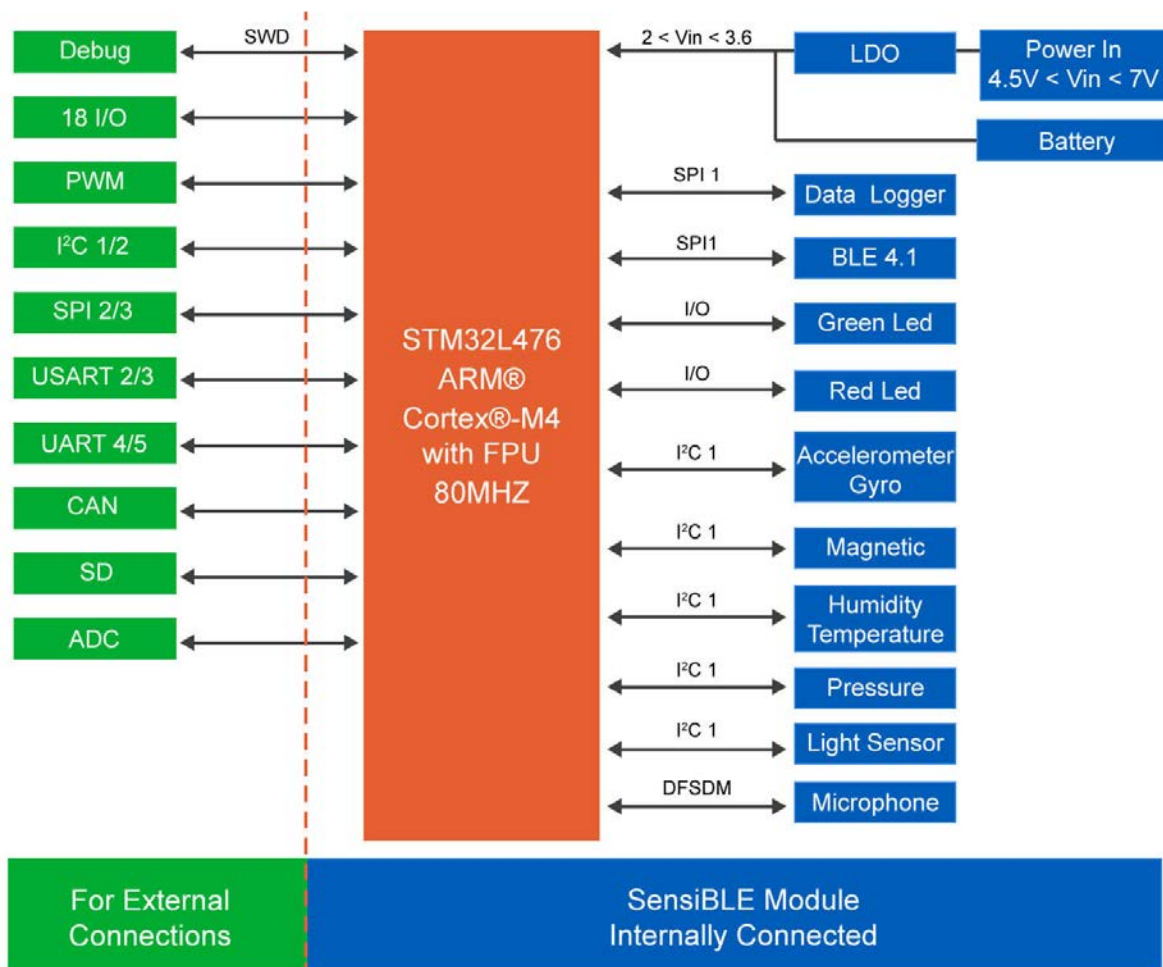 Debug
SWD
18 I/O
PWM
I²C 1/2
SPI 2/3
USART 2/3
UART 4/5
CAN
SD
ADC
STM32L476
ARM®
Cortex®-M4
with FPU
80MHZ
2 < Vin < 3.6
LDO
Power In
4.5V < Vin < 7V
Battery
SPI 1
Data Logger
SPI1
BLE 4.1
I/O
Green Led
I/O
Red Led
I²C 1
Accelerometer
Gyro
I²C 1
Magnetic
I²C 1
Humidity
Temperature
I²C 1
Pressure
I²C 1
Light Sensor
DFSDM
Microphone
For External
Connections
SensiBLE Module
Internally Connected